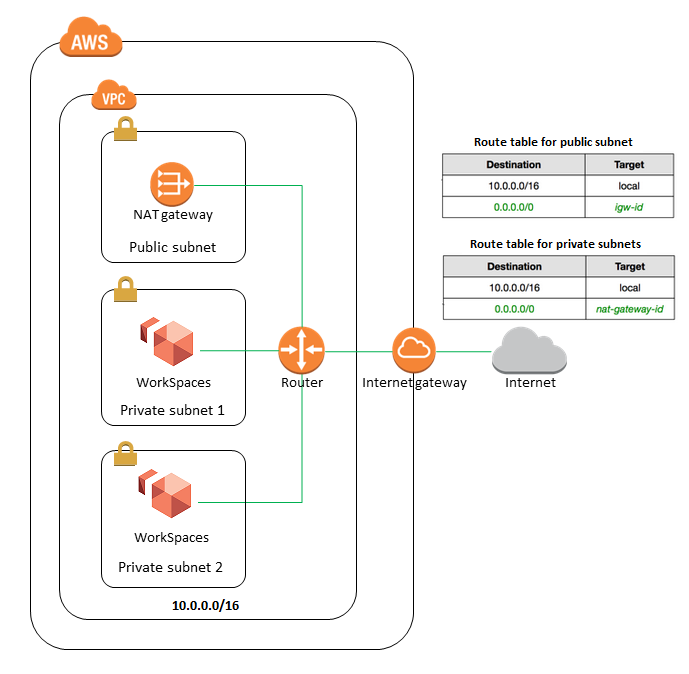 AWS
VPC
NAT gateway
Public subnet
WorkSpaces
Private subnet 1
WorkSpaces
Private subnet 2
10.0.0.0/16
Router
Internet gateway
Internet
Route table for public subnet
Destination Target
10.0.0.0/16 local
0.0.0.0/0 igw-id
Route table for private subnets
Destination Target
10.0.0.0/16 local
0.0.0.0/0 nat-gateway-id